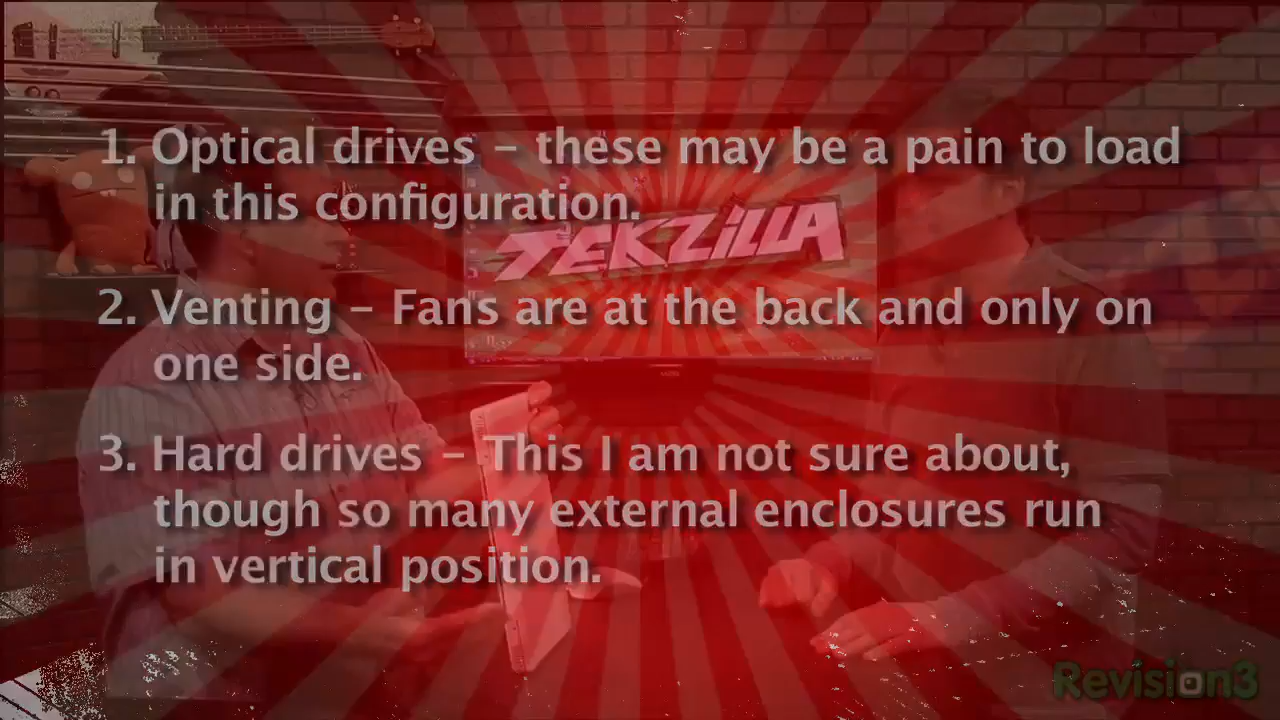 1. Optical drives – these may be a pain to load
in this configuration.
TEKZILLA
2. Venting – Fans are at the back and only on
one side.
3. Hard drives – This I am not sure about,
though so many external enclosures run
in vertical position.
Revision3